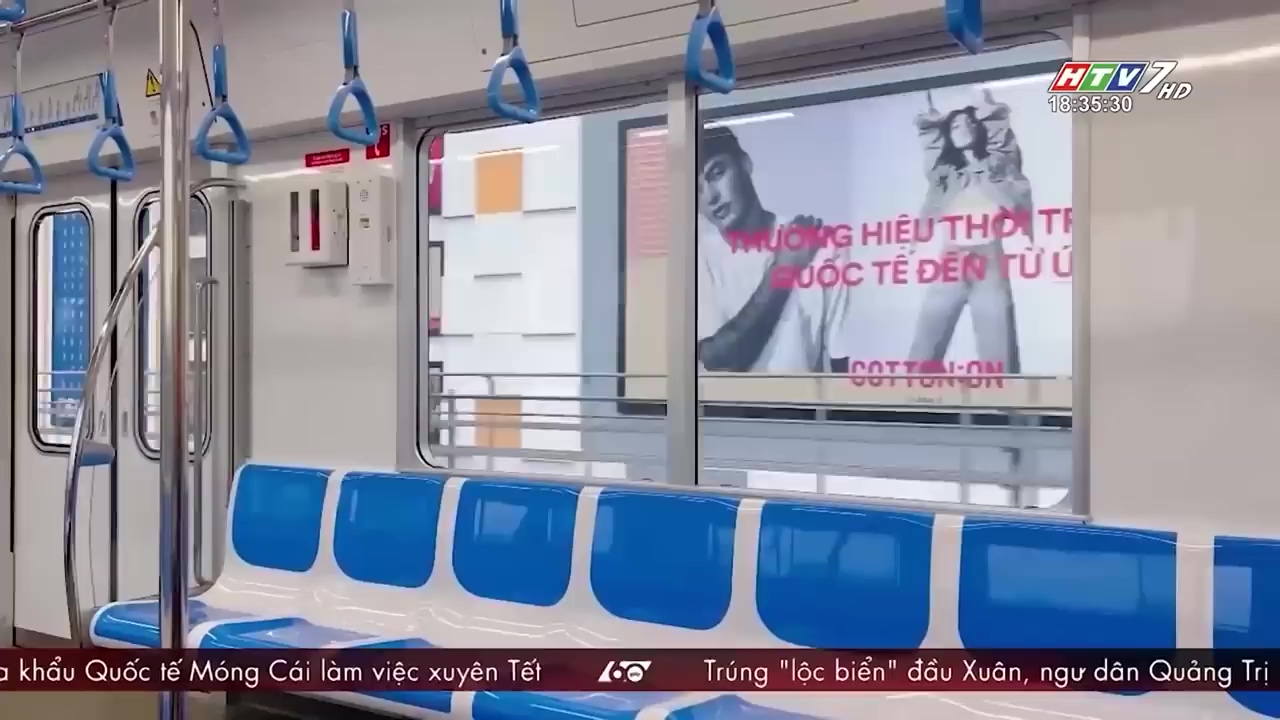 HTV7 HD
18:35:30
THƯƠNG HIỆU THỜI
QUỐC TẾ ĐẾN TỪ
COTTON:ON
khẩu Quốc tế Móng Cái làm việc xuyên Tết
60
Trúng "lộc biển" đầu Xuân, ngư dân Quảng Trị